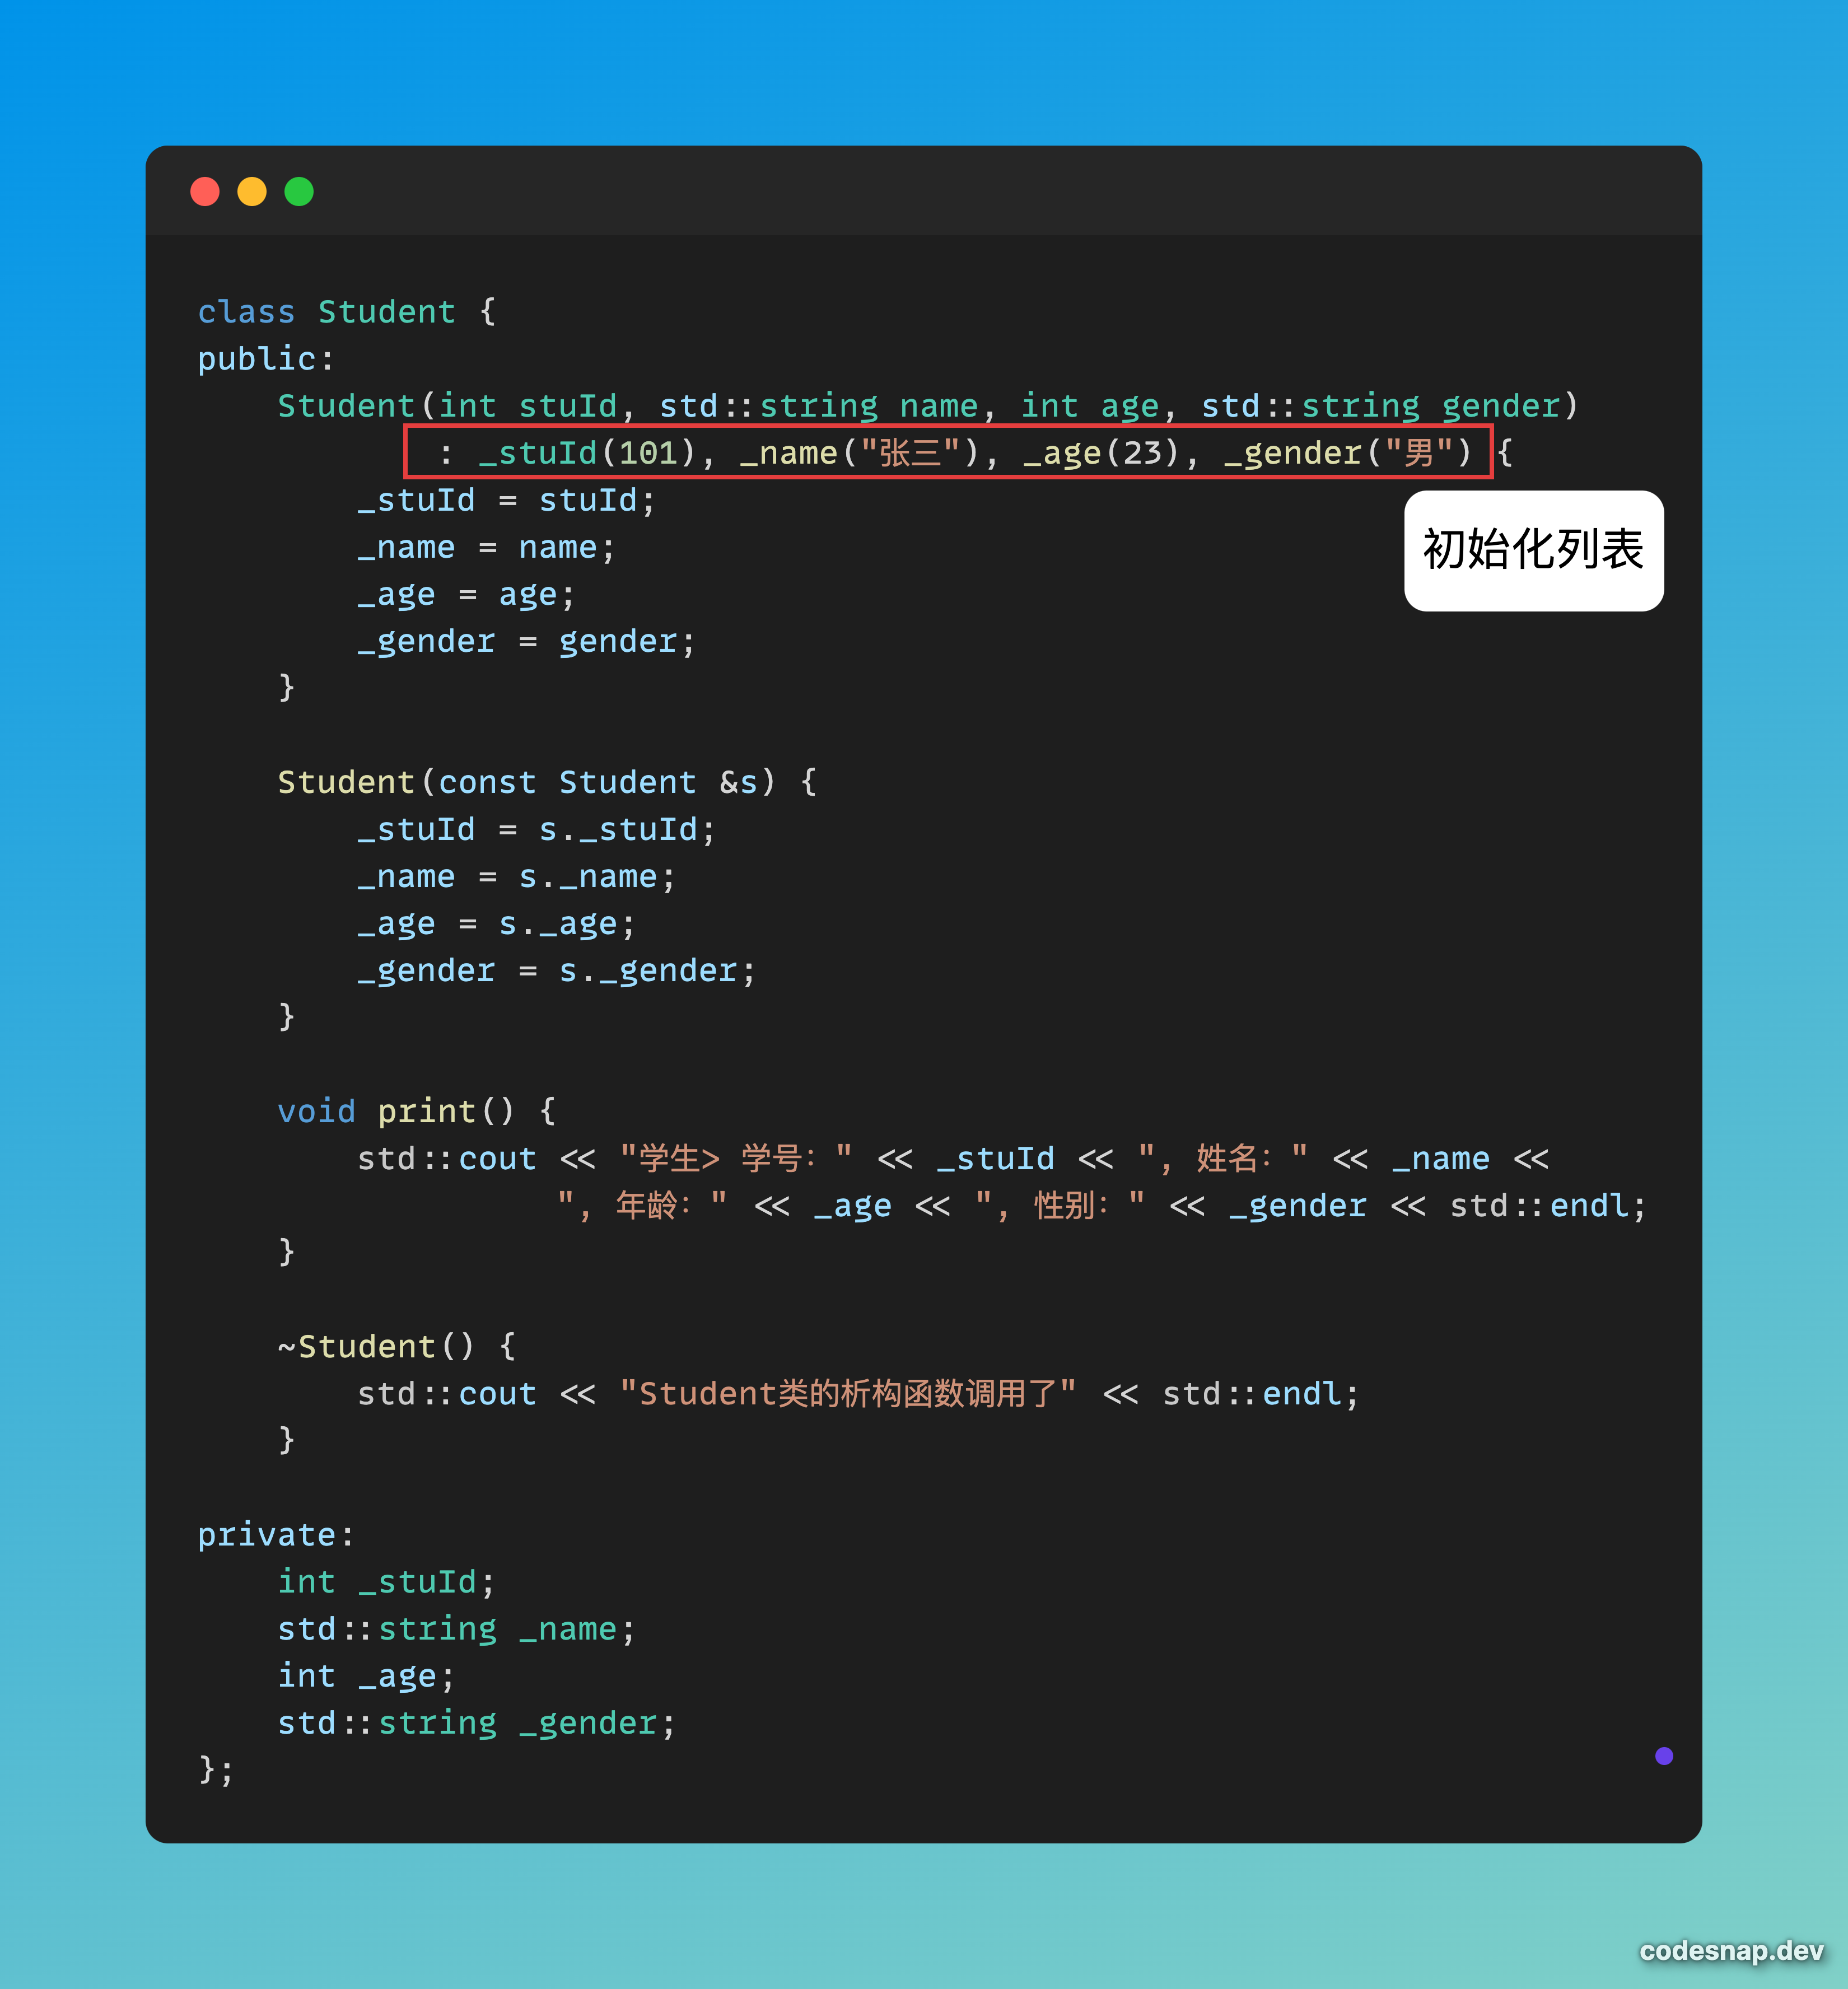 class Student {
public:
    Student(int stuId, std::string name, int age, std::string gender)
            : _stuId(101), _name("张三"), _age(23), _gender("男") {
        _stuId = stuId;
初始化列表
        _name = name;
        _age = age;
        _gender = gender;
    }

    Student(const Student &s) {
        _stuId = s._stuId;
        _name = s._name;
        _age = s._age;
        _gender = s._gender;
    }

    void print() {
        std::cout << "学生> 学号：" << _stuId << ", 姓名：" << _name <<
                  ", 年龄：" << _age << ", 性别：" << _gender << std::endl;
    }

    ~Student() {
        std::cout << "Student类的析构函数调用了" << std::endl;
    }

private:
    int _stuId;
    std::string _name;
    int _age;
    std::string _gender;
};
codesnap.dev